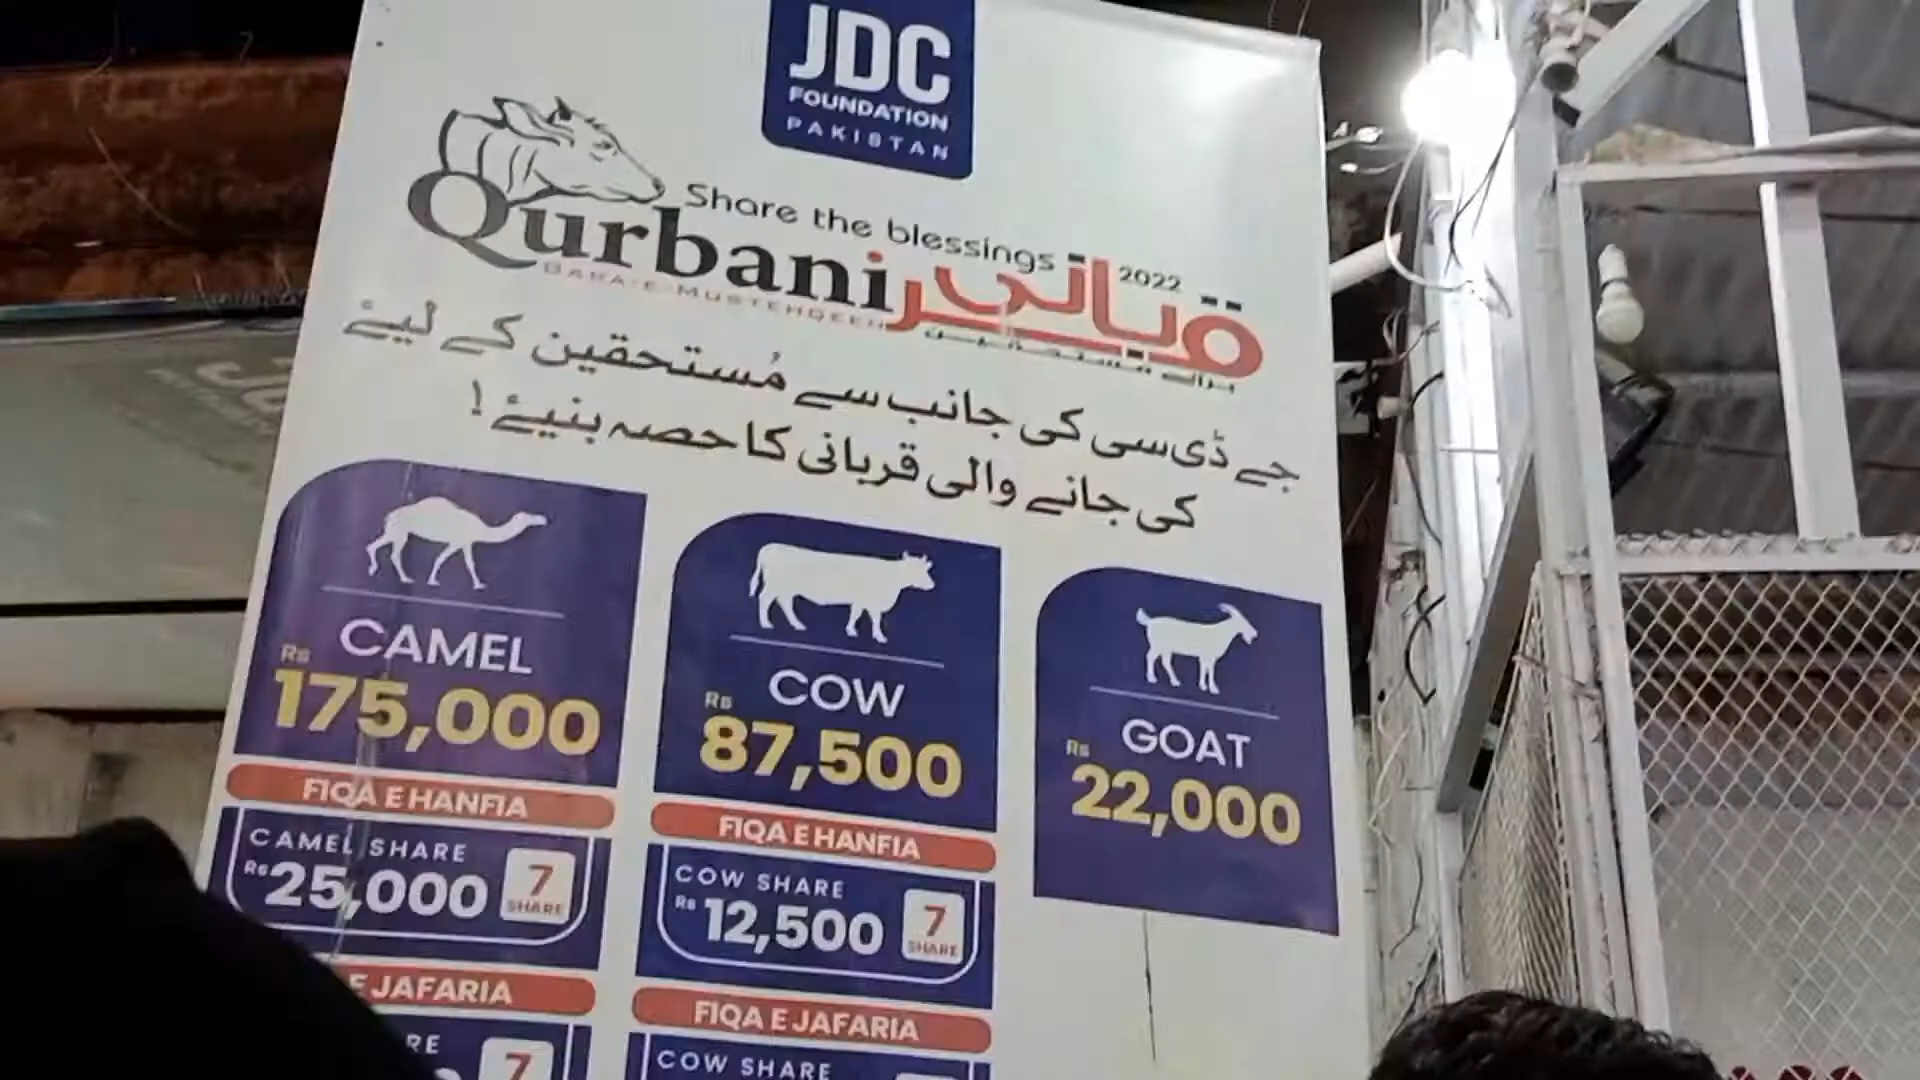 JDC
FOUNDATION
PAKISTAN
Share the blessings
2022
Qurbani
قربانی
BARA-E-MUSTEHQEEN
برائے مستحقین
جے ڈی سی کی جانب سے مُستحقین کے لیئے
کی جانے والی قربانی کا حصہ بنیئے!
CAMEL
Rs 175,000
FIQA E HANFIA
CAMEL SHARE
Rs 25,000
7
SHARE
E JAFARIA
RE
7
COW
Rs 87,500
FIQA E HANFIA
COW SHARE
Rs 12,500
7
SHARE
FIQA E JAFARIA
COW SHARE
GOAT
Rs 22,000